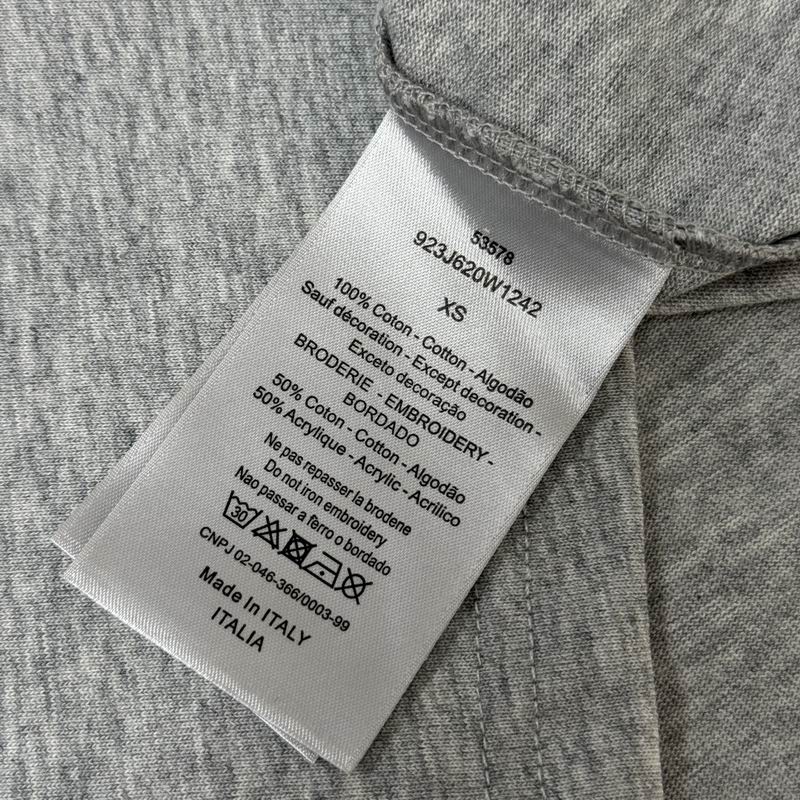 53578
923J620W1242
XS
100% Coton - Cotton - Algodão
Sauf décoration - Except decoration -
Exceto decoração
BRODERIE - EMBROIDERY -
BORDADO
50% Coton - Cotton - Algodão
50% Acrylique - Acrylic - Acrilico
Ne pas repasser la brodene
Do not iron embroidery
Nao passar a fèrro o bordado
30
CNPJ 02-046-366/0003-99
Made In ITALY
ITALIA